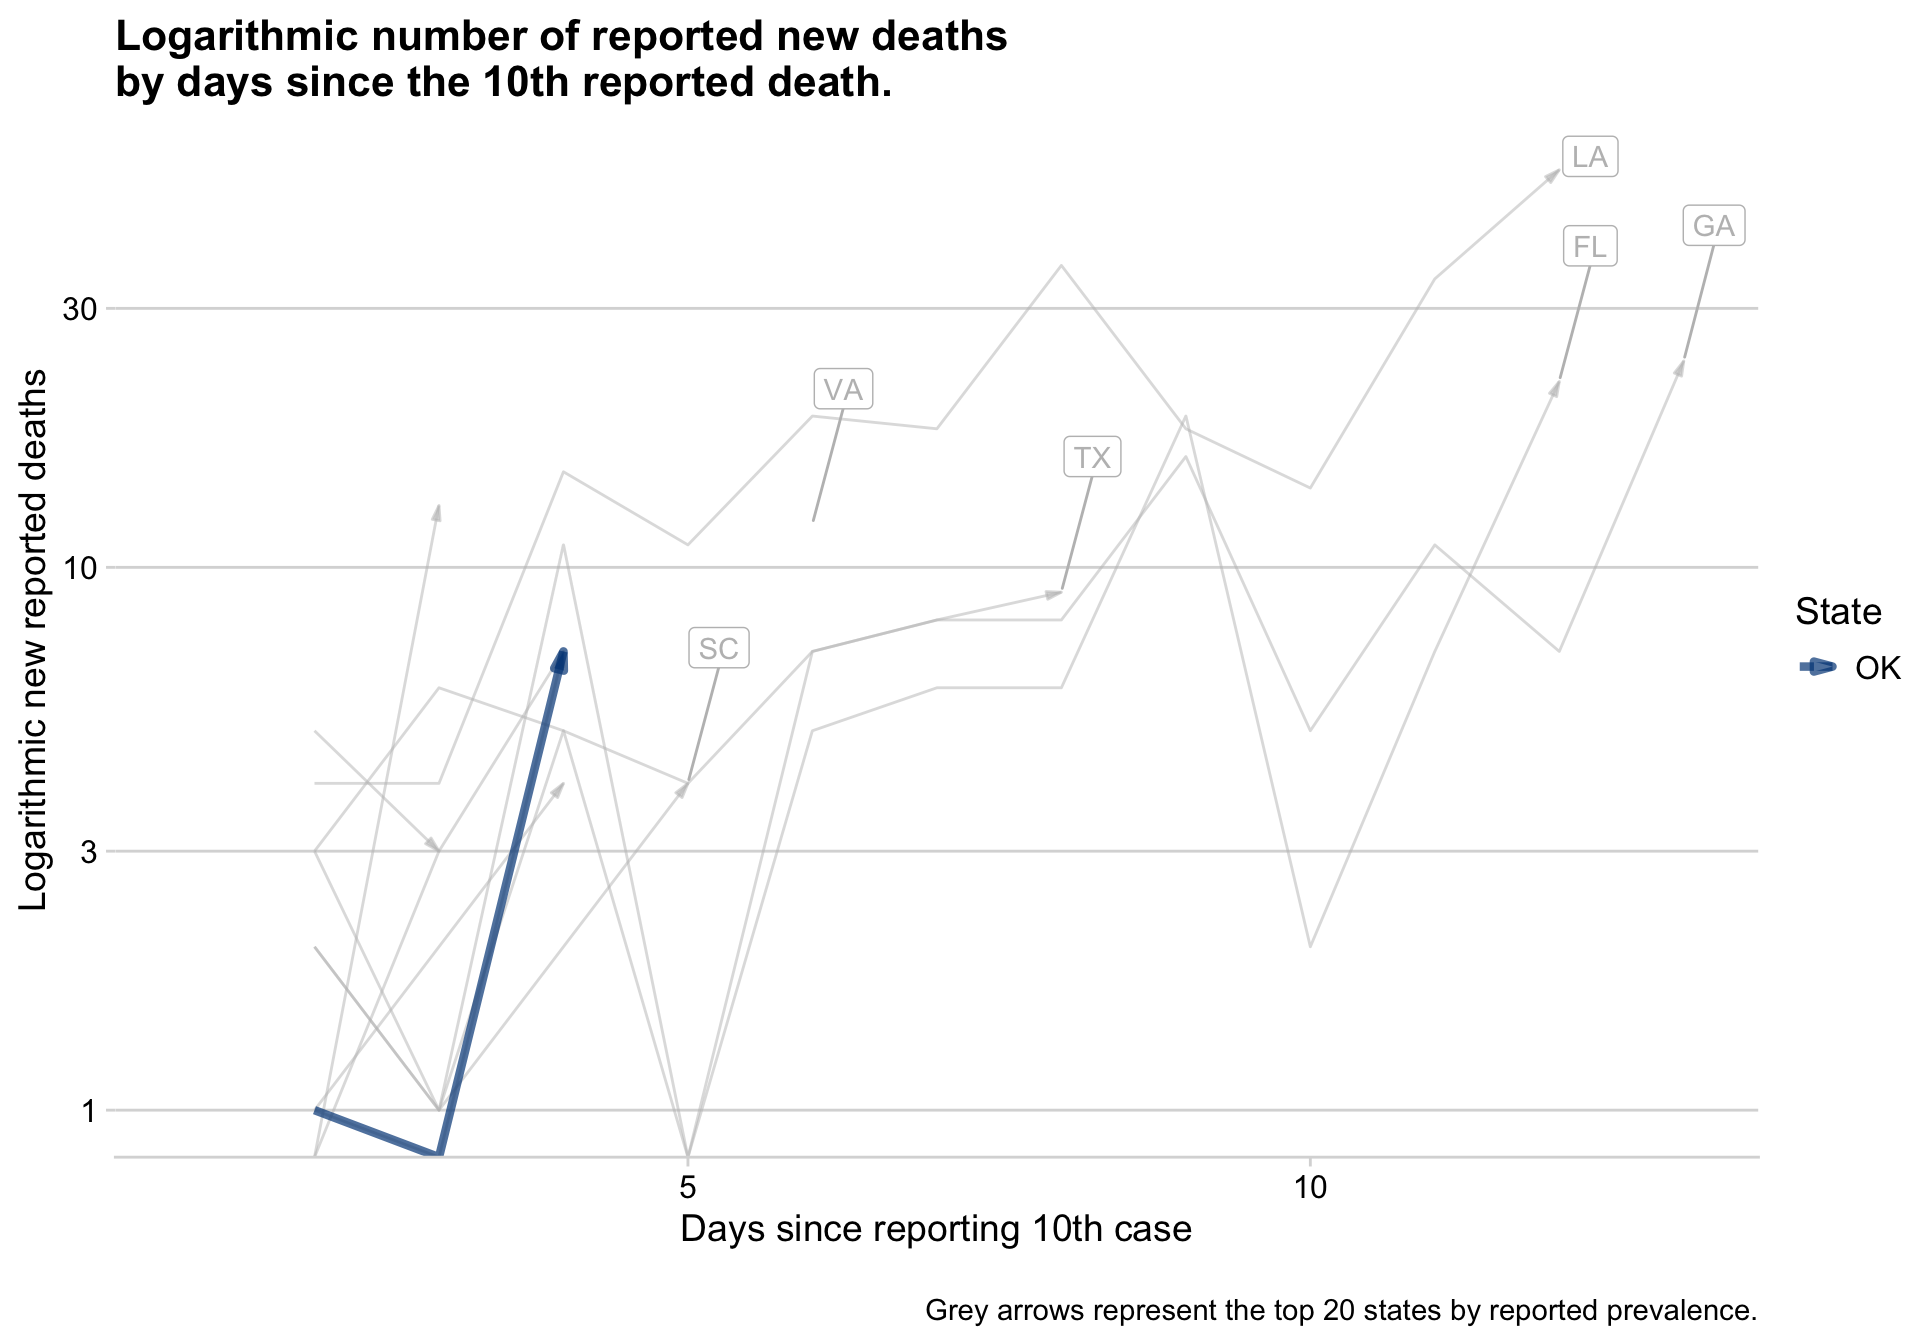 Logarithmic number of reported new deaths
by days since the 10th reported death.
LA
GA
FL
30
VA
TX
10
SC
3
1
Logarithmic new reported deaths
State
OK
5
10
Days since reporting 10th case
Grey arrows represent the top 20 states by reported prevalence.